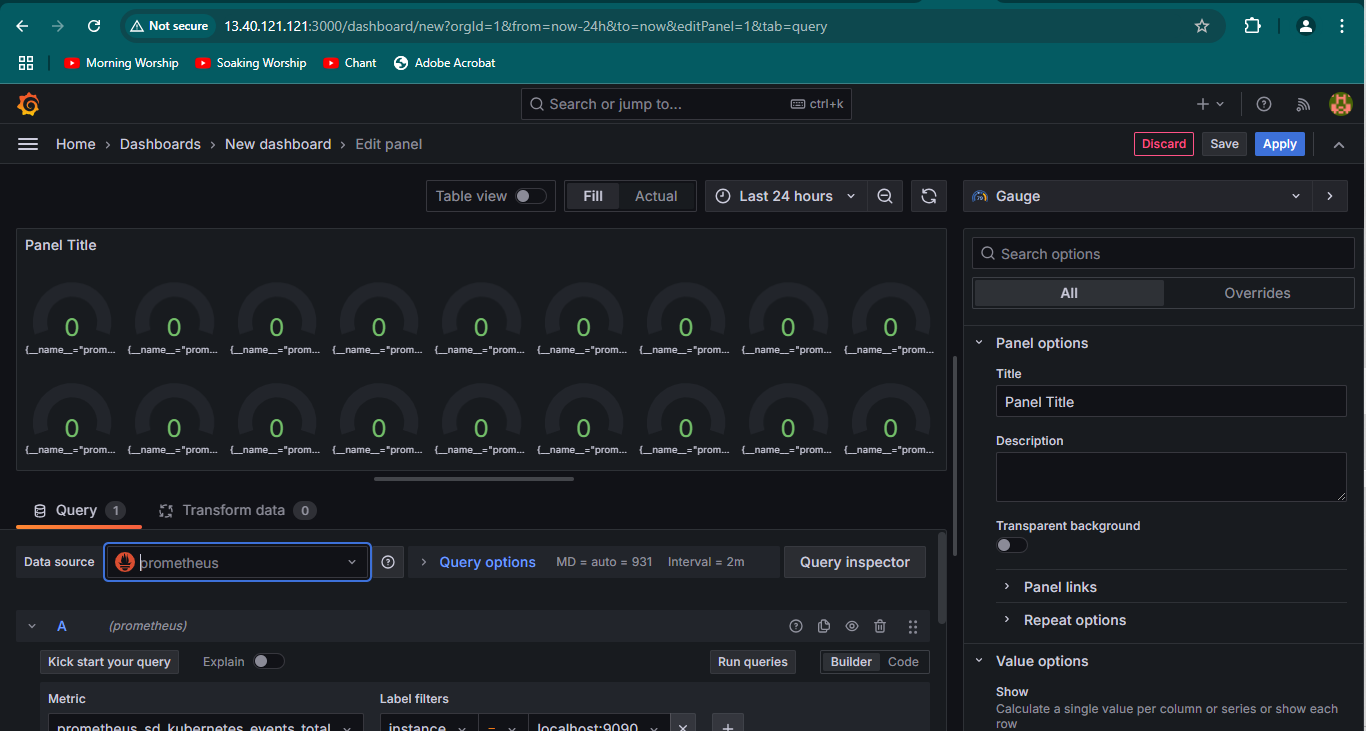 Not secure 13.40.121.121:3000/dashboard/new?orgId=1&from=now-24h&to=now&editPanel=1&tab=query
Morning Worship Soaking Worship Chant Adobe Acrobat
Search or jump to... ctrl+k
Home › Dashboards › New dashboard › Edit panel Discard Save Apply
Table view Fill Actual Last 24 hours Gauge
Panel Title
0 0 0 0 0 0 0 0 0
{__name__="prom... {__name__="prom... {__name__="prom... {__name__="prom... {__name__="prom... {__name__="prom... {__name__="prom... {__name__="prom... {__name__="prom...
0 0 0 0 0 0 0 0 0
{__name__="prom... {__name__="prom... {__name__="prom... {__name__="prom... {__name__="prom... {__name__="prom... {__name__="prom... {__name__="prom... {__name__="prom...
Query 1 Transform data 0
Data source prometheus Query options MD = auto = 931 Interval = 2m Query inspector
A (prometheus)
Kick start your query Explain Run queries Builder Code
Metric Label filters
prometheus_sd_kubernetes_events_total instance = localhost:9090
Search options
All Overrides
Panel options
Title
Panel Title
Description
Transparent background
Panel links
Repeat options
Value options
Show
Calculate a single value per column or series or show each
row